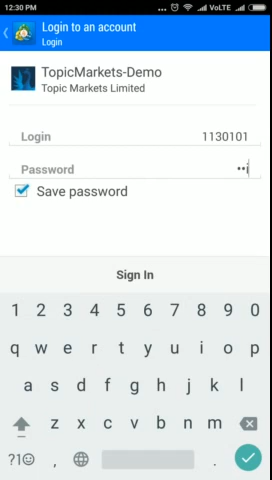 12:30 PM ... VoLTE
Login to an account
Login
TopicMarkets-Demo
Topic Markets Limited
Login 1130101
Password ••i
Save password
Sign In
1 2 3 4 5 6 7 8 9 0
q w e r t y u i o p
a s d f g h j k l
z x c v b n m
?1☺ , .